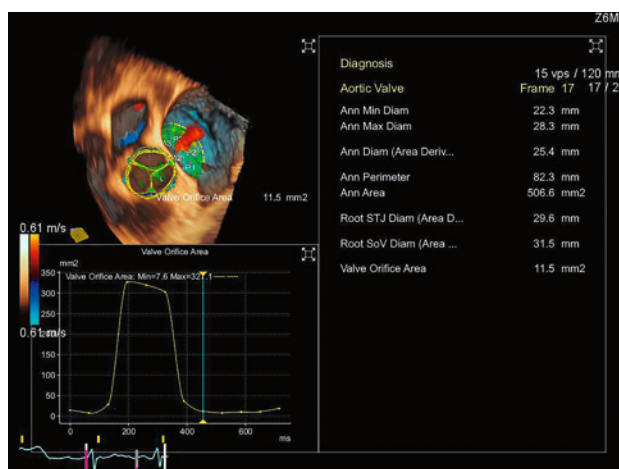 Z6M
Diagnosis
15 vps / 120 mm
Aortic Valve Frame 17 17 / 2
Ann Min Diam 22.3 mm
Ann Max Diam 28.3 mm
Ann Diam (Area Deriv... 25.4 mm
Ann Perimeter 82.3 mm
Ann Area 506.6 mm2
Root STJ Diam (Area D... 29.6 mm
Root SoV Diam (Area ... 31.5 mm
Valve Orifice Area 11.5 mm2
Valve Orifice Area 11.5 mm2
0.61 m/s
0.61 m/s
Valve Orifice Area
mm2
Valve Orifice Area: Min=7.6 Max=327.1
350
300
250
200
150
100
50
0
0 200 400 600
ms